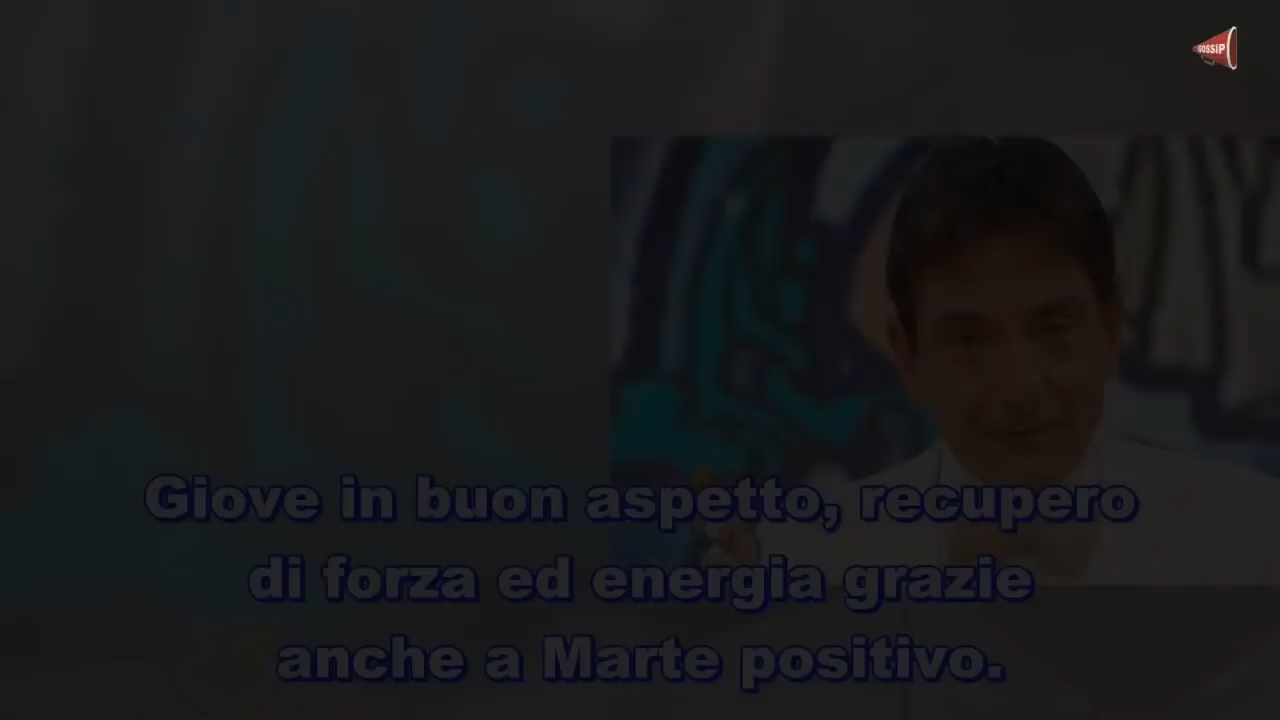 GOSSIP
Giove in buon aspetto, recupero
di forza ed energia grazie
anche a Marte positivo.